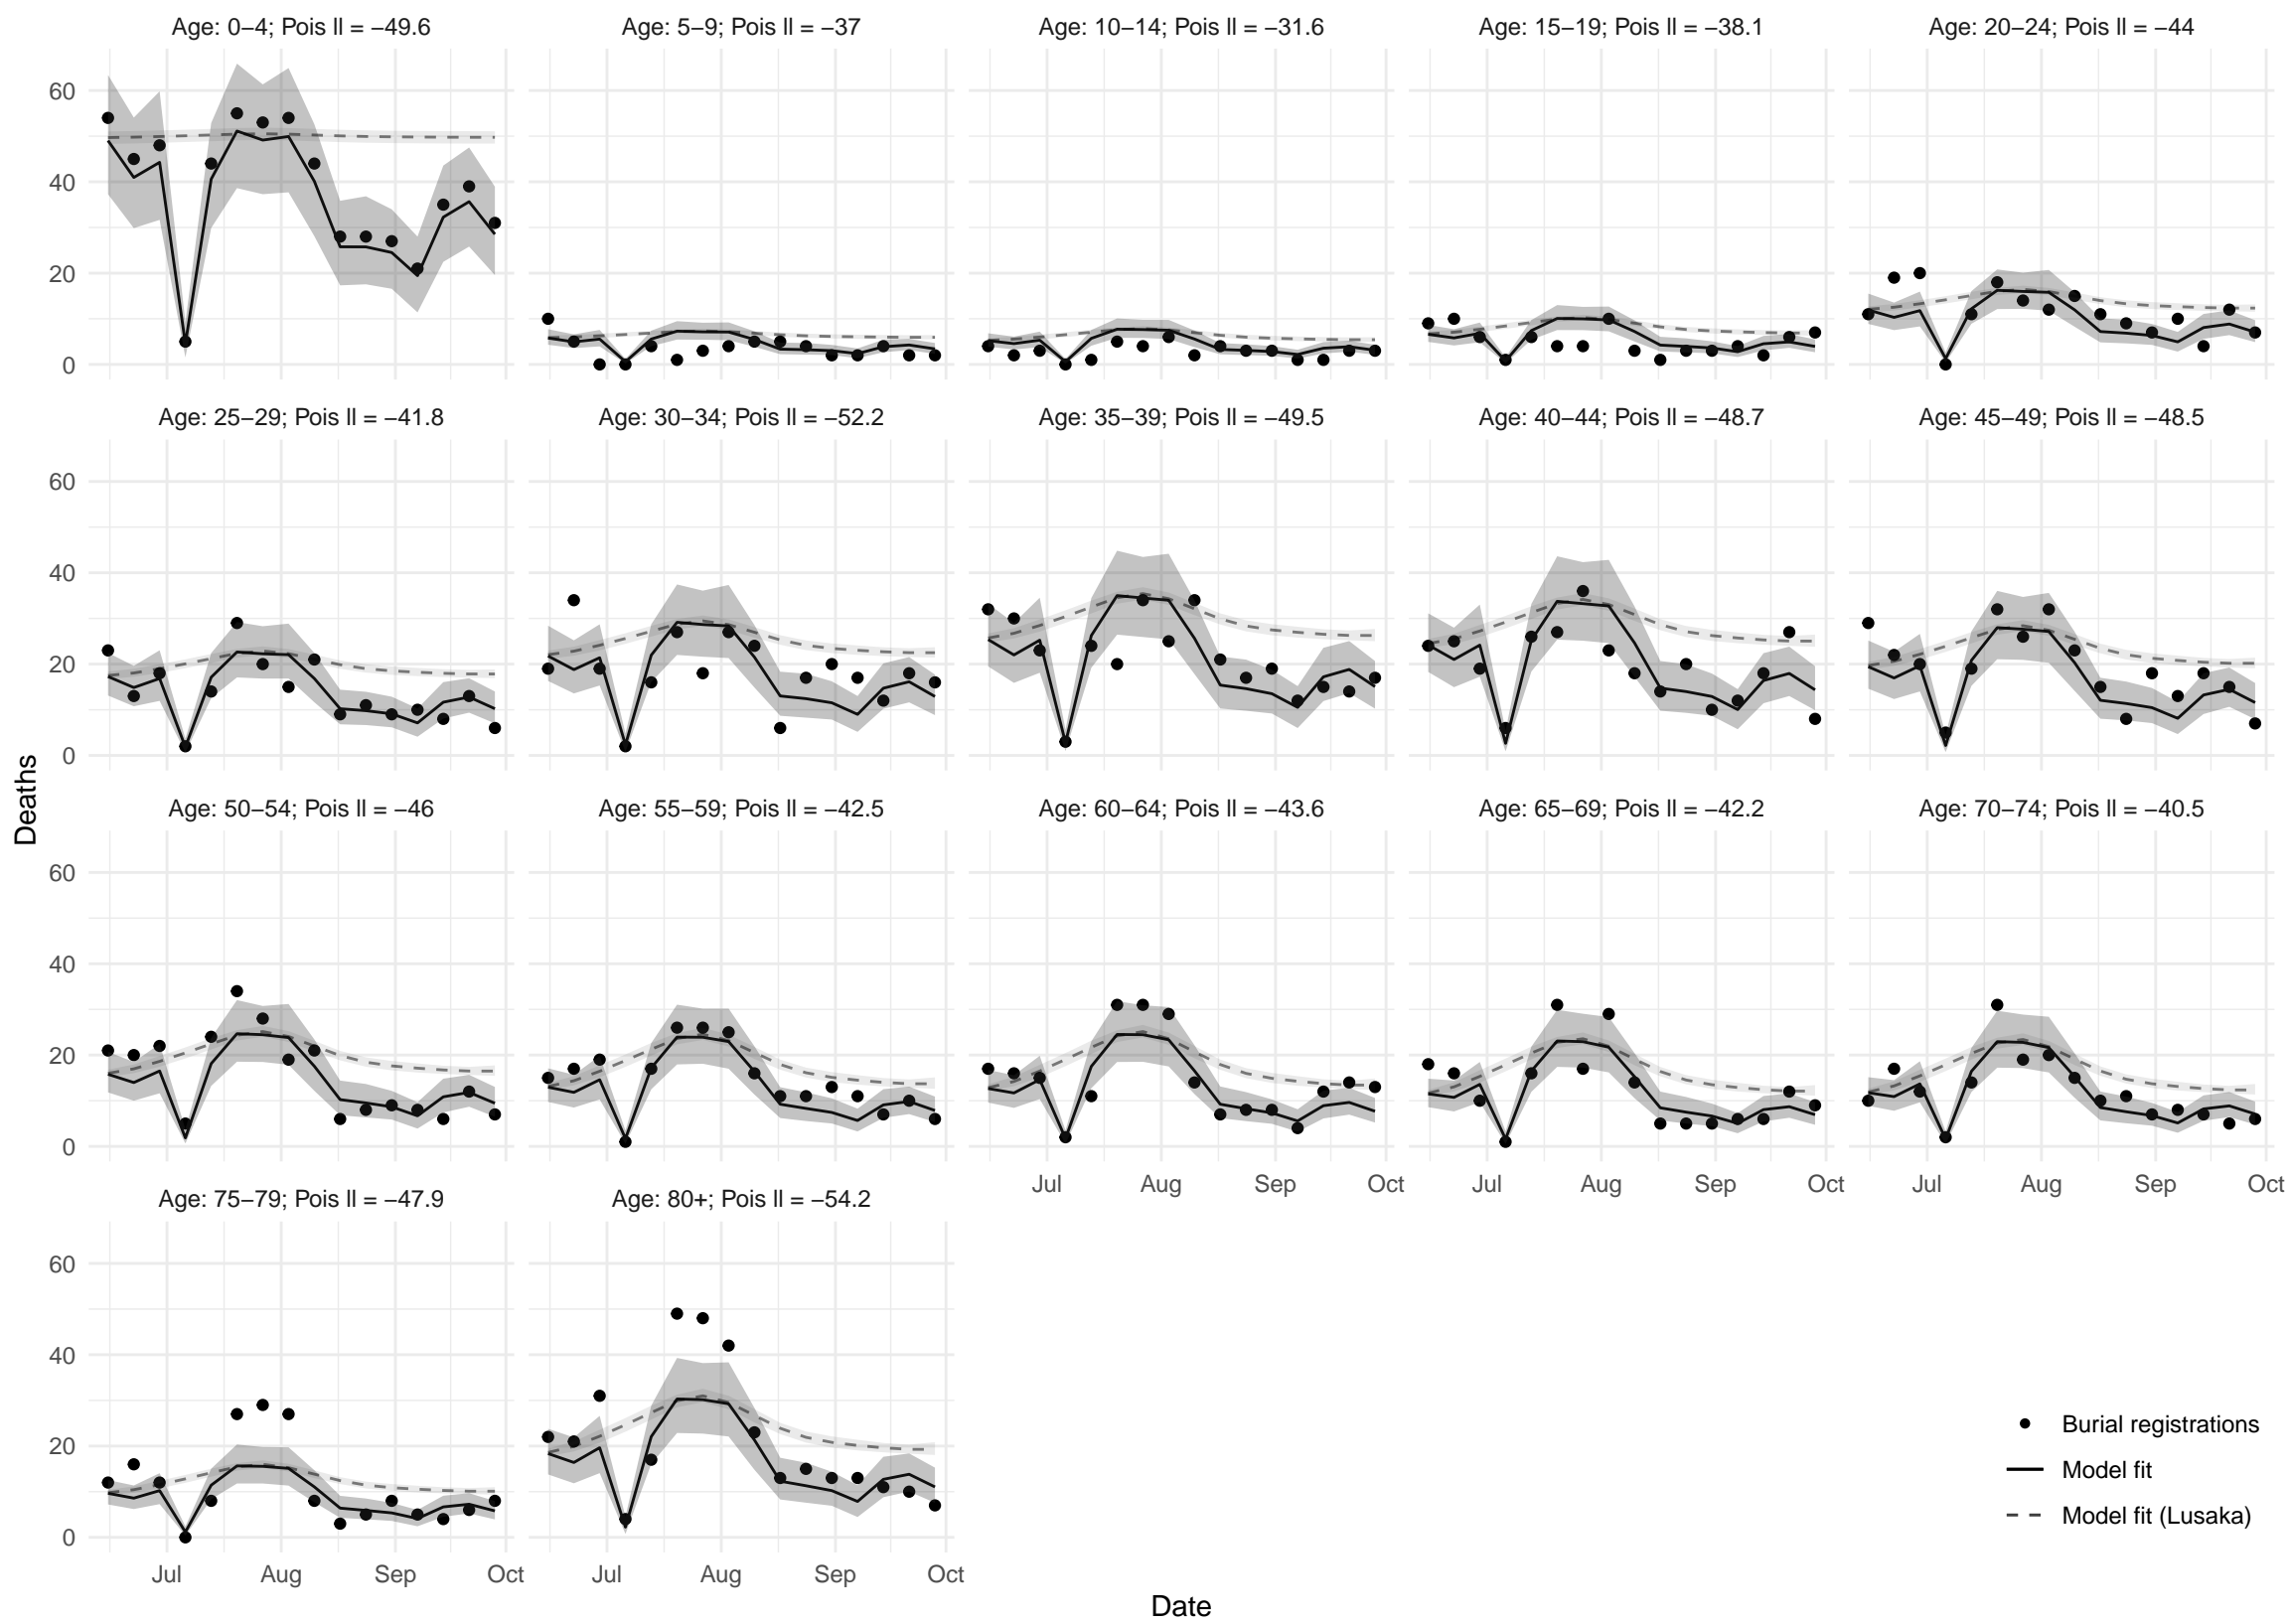 Age: 0−4; Pois ll = −49.6
Age: 5−9; Pois ll = −37
Age: 10−14; Pois ll = −31.6
Age: 15−19; Pois ll = −38.1
Age: 20−24; Pois ll = −44
60
40
20
0
Age: 25−29; Pois ll = −41.8
Age: 30−34; Pois ll = −52.2
Age: 35−39; Pois ll = −49.5
Age: 40−44; Pois ll = −48.7
Age: 45−49; Pois ll = −48.5
60
40
20
0
Deaths
Age: 50−54; Pois ll = −46
Age: 55−59; Pois ll = −42.5
Age: 60−64; Pois ll = −43.6
Age: 65−69; Pois ll = −42.2
Age: 70−74; Pois ll = −40.5
60
40
20
0
Jul Aug Sep Oct
Jul Aug Sep Oct
Jul Aug Sep Oct
Age: 75−79; Pois ll = −47.9
Age: 80+; Pois ll = −54.2
60
40
20
0
Jul Aug Sep Oct
Jul Aug Sep Oct
Burial registrations
Model fit
Model fit (Lusaka)
Date